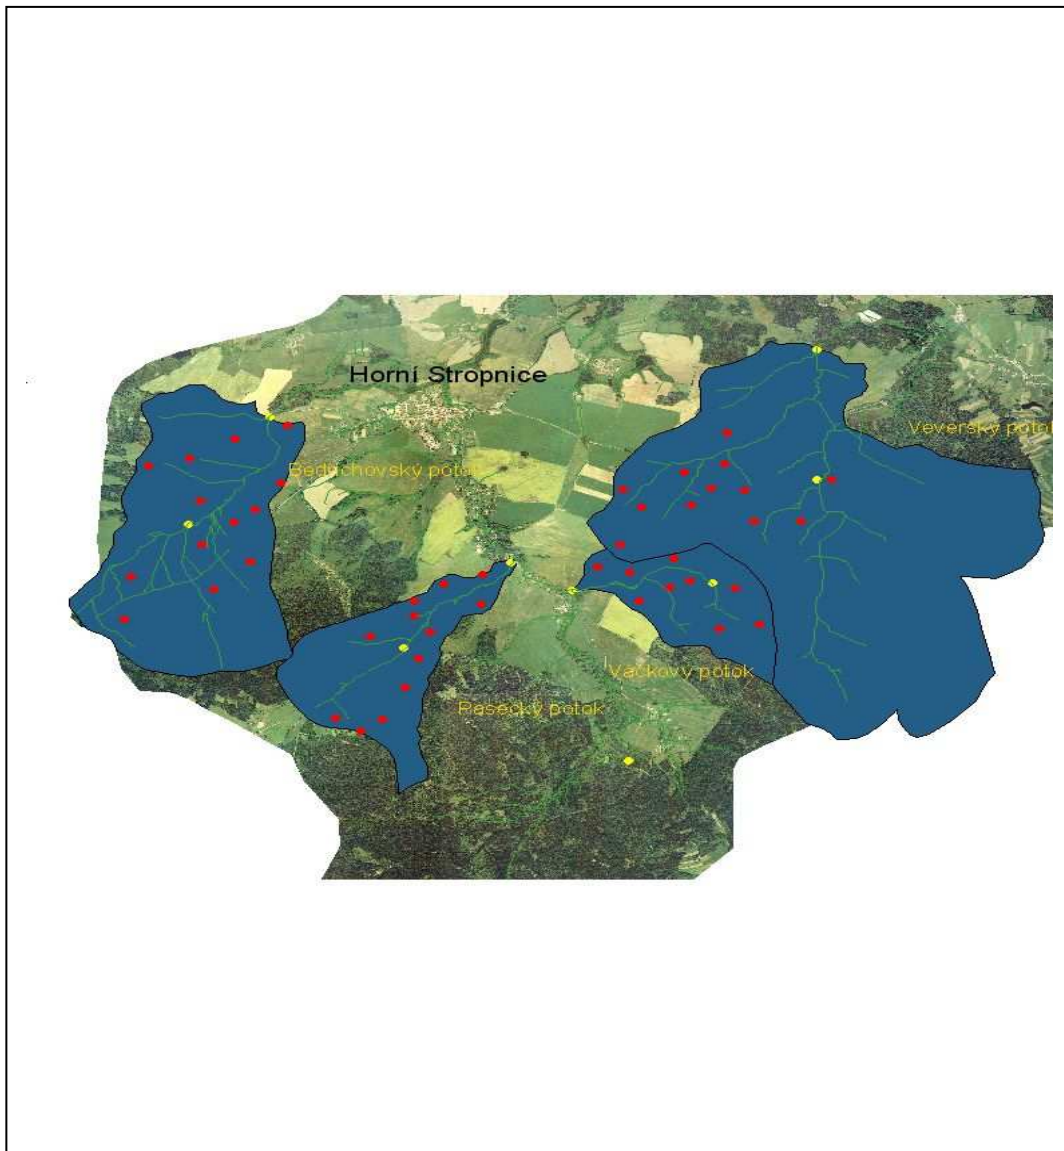 Horní Stropnice
Veverský potok
Bedřichovský potok
Váčkový potok
Pasecký potok